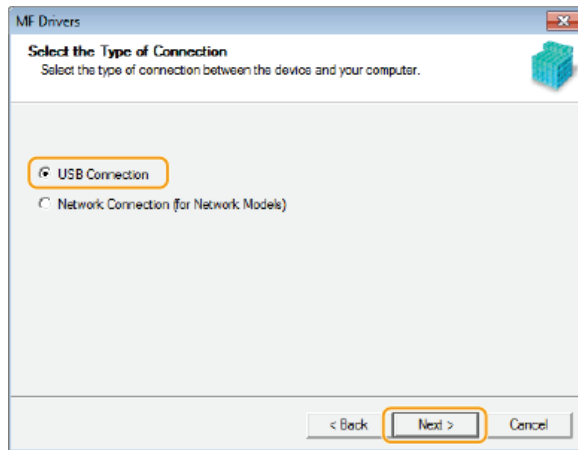 MF Drivers
Select the Type of Connection
Select the type of connection between the device and your computer.
USB Connection
Network Connection (for Network Models)
< Back Next > Cancel